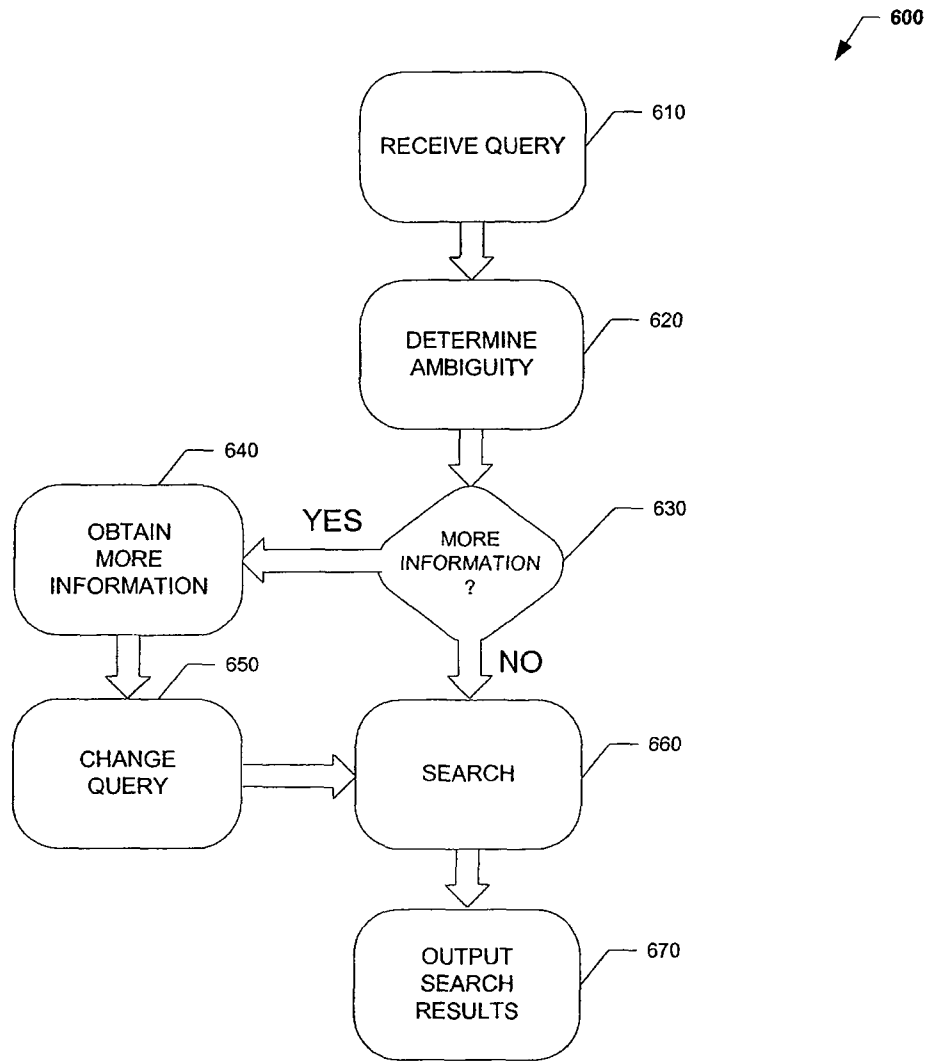 600
RECEIVE QUERY
610
DETERMINE
AMBIGUITY
620
MORE
INFORMATION
?
630
YES
NO
640
OBTAIN
MORE
INFORMATION
650
CHANGE
QUERY
SEARCH
660
OUTPUT
SEARCH
RESULTS
670